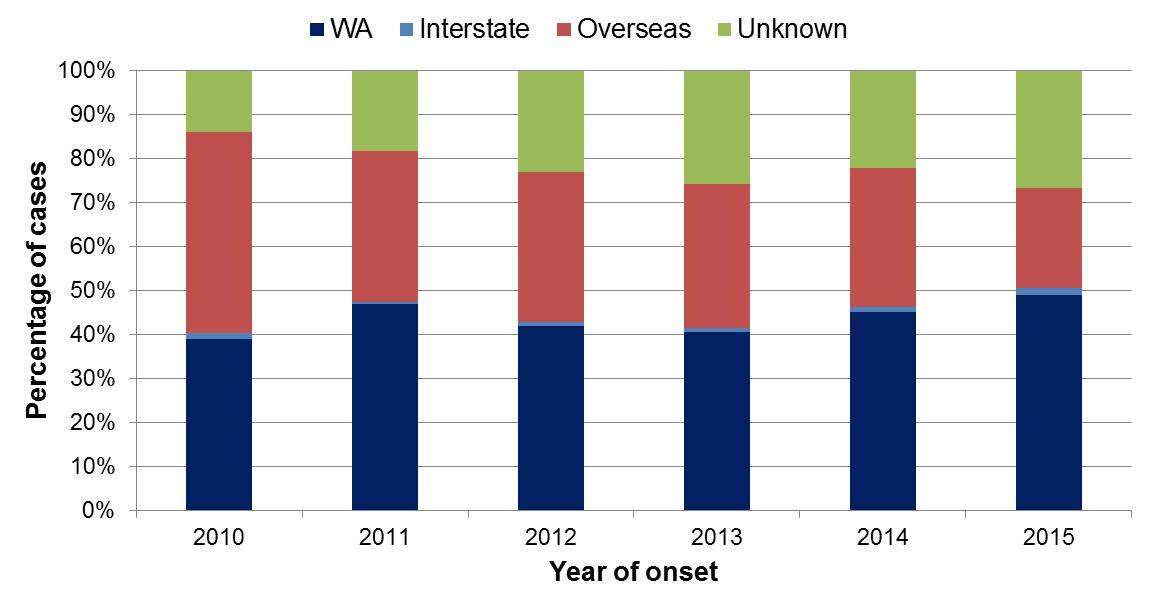 WA Interstate Overseas Unknown
100%
90%
80%
70%
60%
50%
40%
30%
20%
10%
0%
Percentage of cases
2010 2011 2012 2013 2014 2015
Year of onset